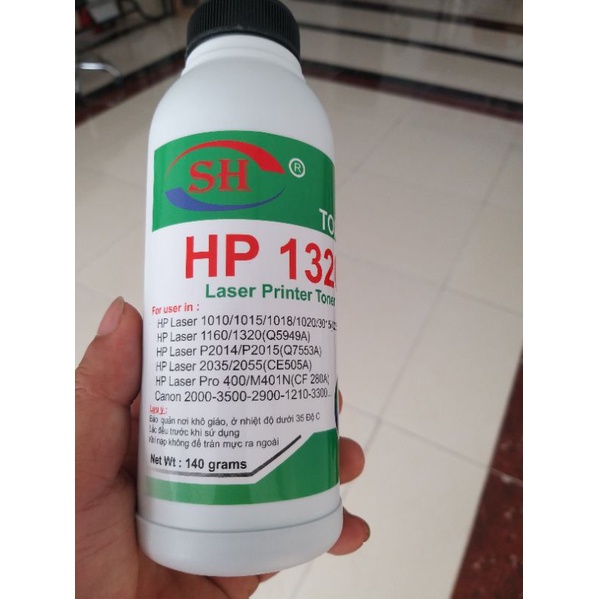 SH ®
TO
HP 132
Laser Printer Toner
For user in :
HP Laser 1010/1015/1018/1020/30
HP Laser 1160/1320(Q5949A)
HP Laser P2014/P2015(Q7553A)
HP Laser 2035/2055(CE505A)
HP Laser Pro 400/M401N(CF 280A)
Canon 2000-3500-2900-1210-3300...
Lưu ý :
Bảo quản nơi khô giáo, ở nhiệt độ dưới 35 Độ C
Lắc đều trước khi sử dụng
Khi nạp không để tràn mực ra ngoài
Net Wt : 140 grams